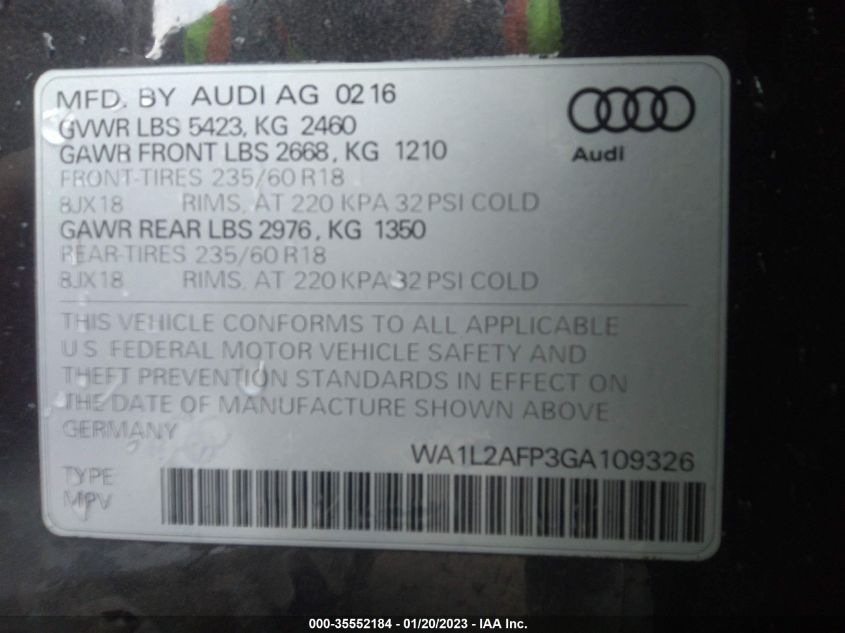 MFD. BY AUDI AG 02 16
GVWR LBS 5423, KG 2460
GAWR FRONT LBS 2668, KG 1210
FRONT-TIRES 235/60 R18
8JX18 RIMS, AT 220 KPA 32 PSI COLD
GAWR REAR LBS 2976, KG 1350
REAR-TIRES 235/60 R18
8JX18 RIMS, AT 220 KPA 32 PSI COLD
Audi
THIS VEHICLE CONFORMS TO ALL APPLICABLE
U.S. FEDERAL MOTOR VEHICLE SAFETY AND
THEFT PREVENTION STANDARDS IN EFFECT ON
THE DATE OF MANUFACTURE SHOWN ABOVE
GERMANY
WA1L2AFP3GA109326
TYPE
MPV
000-35552184 - 01/20/2023 - IAA Inc.